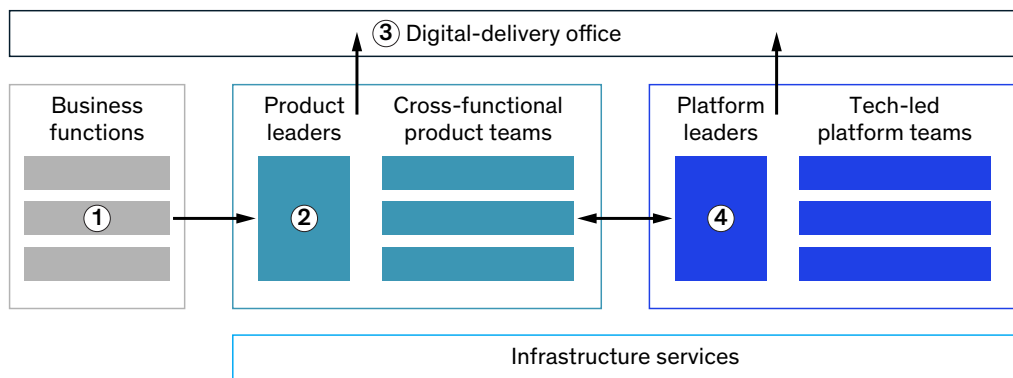 3 Digital-delivery office
Business
functions
1
Product
leaders
2
Cross-functional
product teams
Platform
leaders
4
Tech-led
platform teams
Infrastructure services